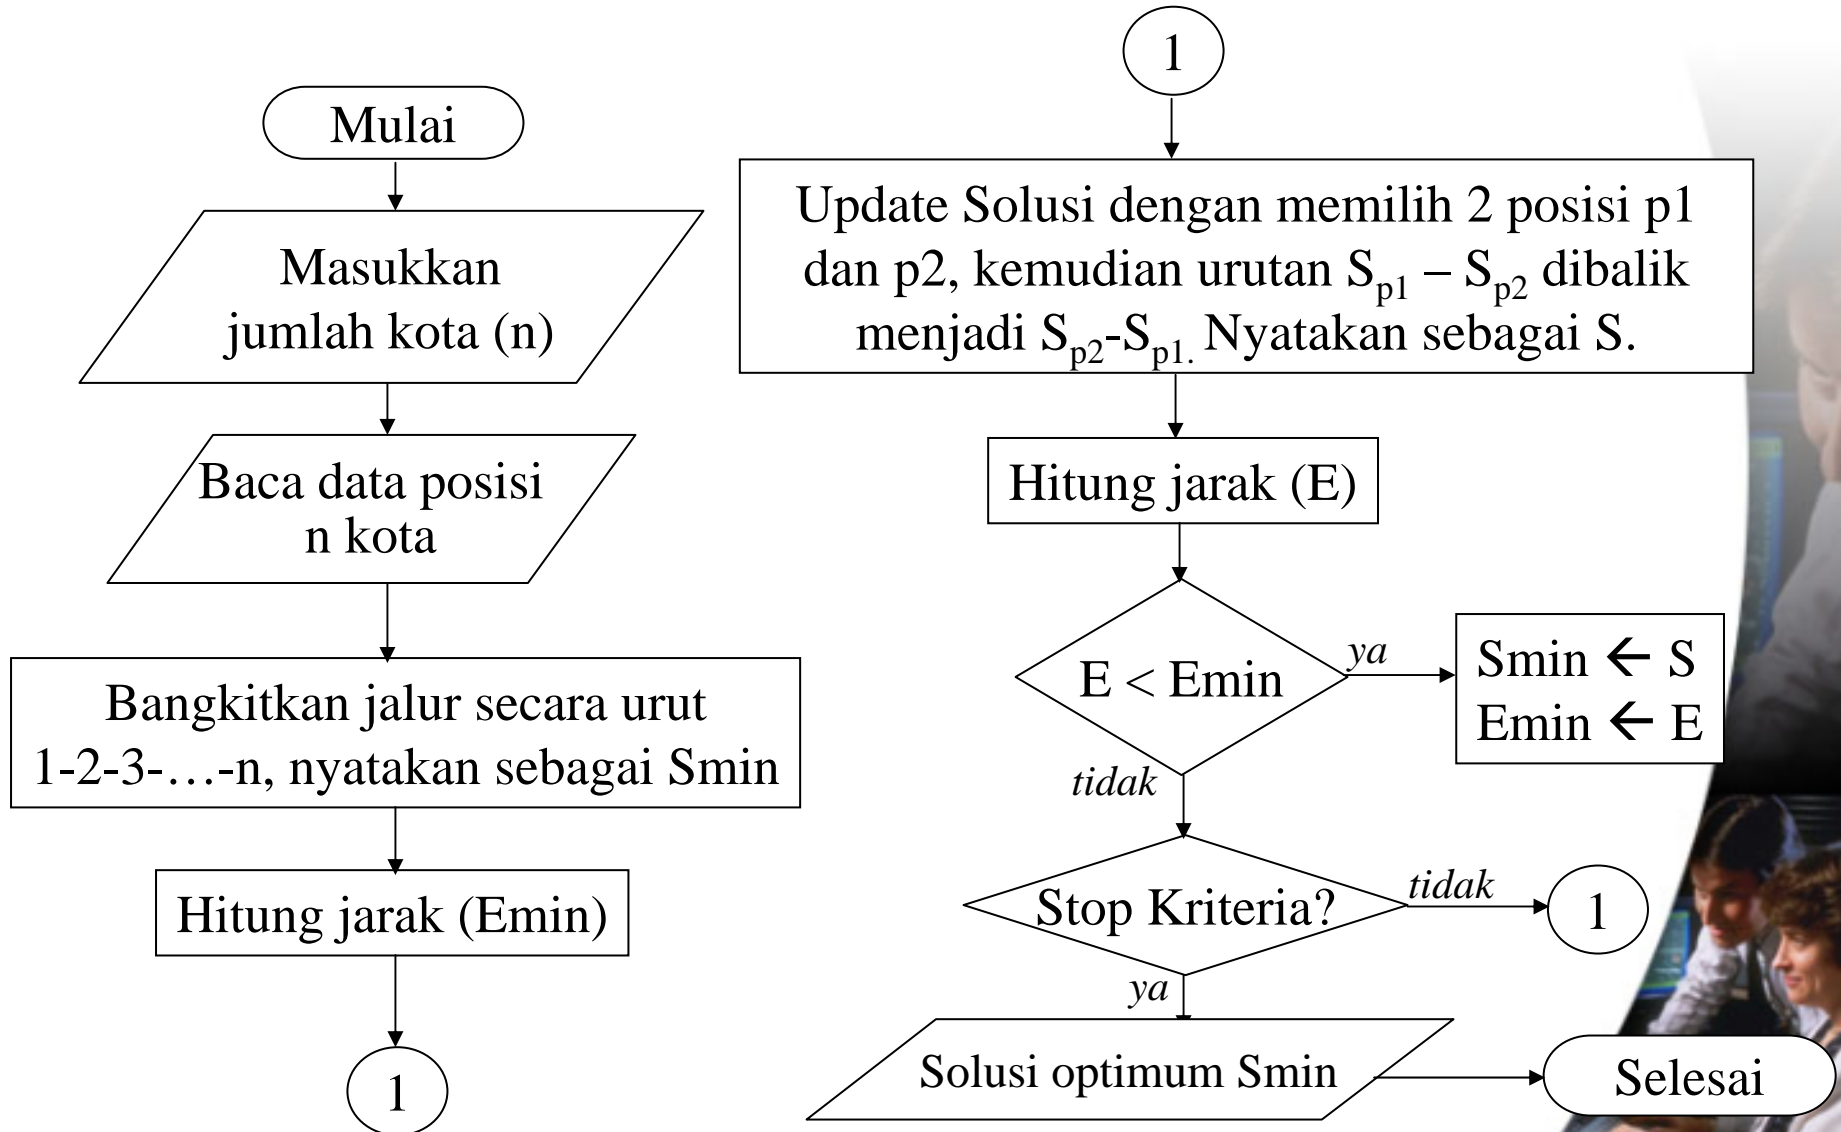 Mulai
Masukkan
jumlah kota (n)
Baca data posisi
n kota
Bangkitkan jalur secara urut
1-2-3-…-n, nyatakan sebagai Smin
Hitung jarak (Emin)
1
1
Update Solusi dengan memilih 2 posisi p1
dan p2, kemudian urutan Sp1 – Sp2 dibalik
menjadi Sp2-Sp1. Nyatakan sebagai S.
Hitung jarak (E)
E < Emin
ya
Smin ← S
Emin ← E
tidak
Stop Kriteria?
tidak
1
ya
Solusi optimum Smin
Selesai